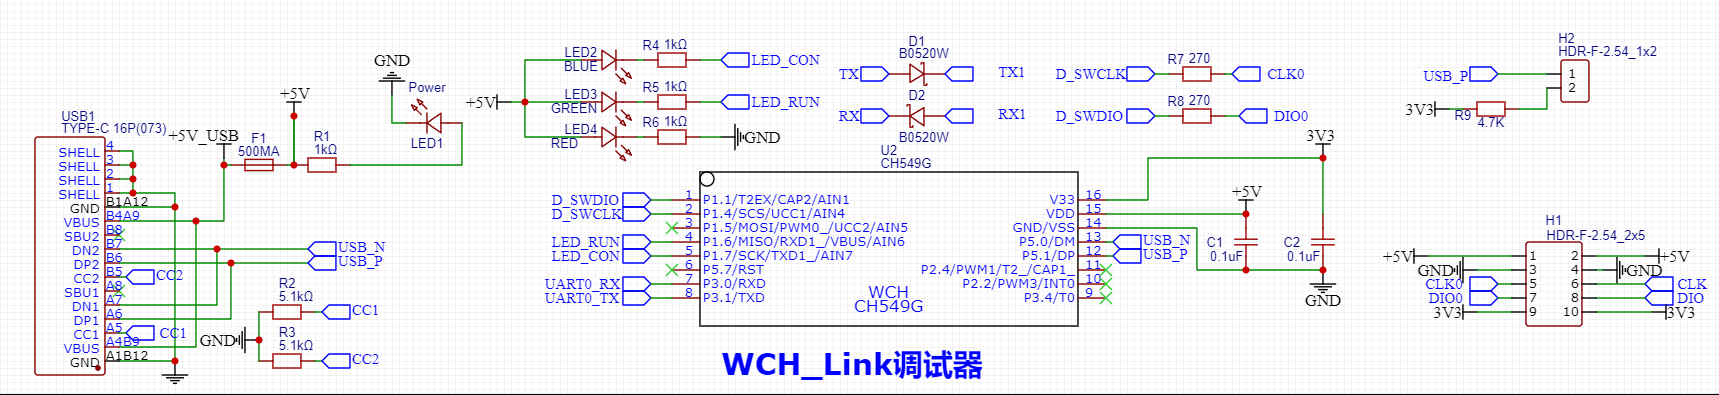 USB1
TYPE-C 16P(073)
SHELL 4
SHELL 3
SHELL 2
SHELL 1
GND B1A12
VBUS B4A9
SBU2 B8
DN2 B7
DP2 B6
CC2 B5
SBU1 A8
DN1 A7
DP1 A6
CC1 A5
VBUS A4B9
GND A1B12
+5V_USB
F1
500MA
+5V
R1
1kΩ
GND
Power
LED1
USB_N
USB_P
CC2
CC1
R2
5.1kΩ
CC1
GND
R3
5.1kΩ
CC2
+5V
LED2
BLUE
R4 1kΩ
LED_CON
LED3
GREEN
R5 1kΩ
LED_RUN
LED4
RED
R6 1kΩ
GND
D1
B0520W
TX
TX1
D2
RX
RX1
B0520W
D_SWCLK
R7 270
CLK0
D_SWDIO
R8 270
DIO0
U2
CH549G
D_SWDIO 1 P1.1/T2EX/CAP2/AIN1
D_SWCLK 2 P1.4/SCS/UCC1/AIN4
3 P1.5/MOSI/PWM0_/UCC2/AIN5
LED_RUN 4 P1.6/MISO/RXD1_/VBUS/AIN6
LED_CON 5 P1.7/SCK/TXD1_/AIN7
6 P5.7/RST
UART0_RX 7 P3.0/RXD
UART0_TX 8 P3.1/TXD
WCH
CH549G
V33 16
VDD 15
GND/VSS 14
P5.0/DM 13 USB_N
P5.1/DP 12 USB_P
P2.4/PWM1/T2_/CAP1_ 11
P2.2/PWM3/INT0 10
P3.4/T0 9
3V3
+5V
C1
0.1uF
C2
0.1uF
GND
H2
HDR-F-2.54_1x2
USB_P
1
2
3V3
R9 4.7K
H1
HDR-F-2.54_2x5
+5V 1 2 +5V
GND 3 4 GND
CLK0 5 6 CLK
DIO0 7 8 DIO
3V3 9 10 3V3
WCH_Link调试器